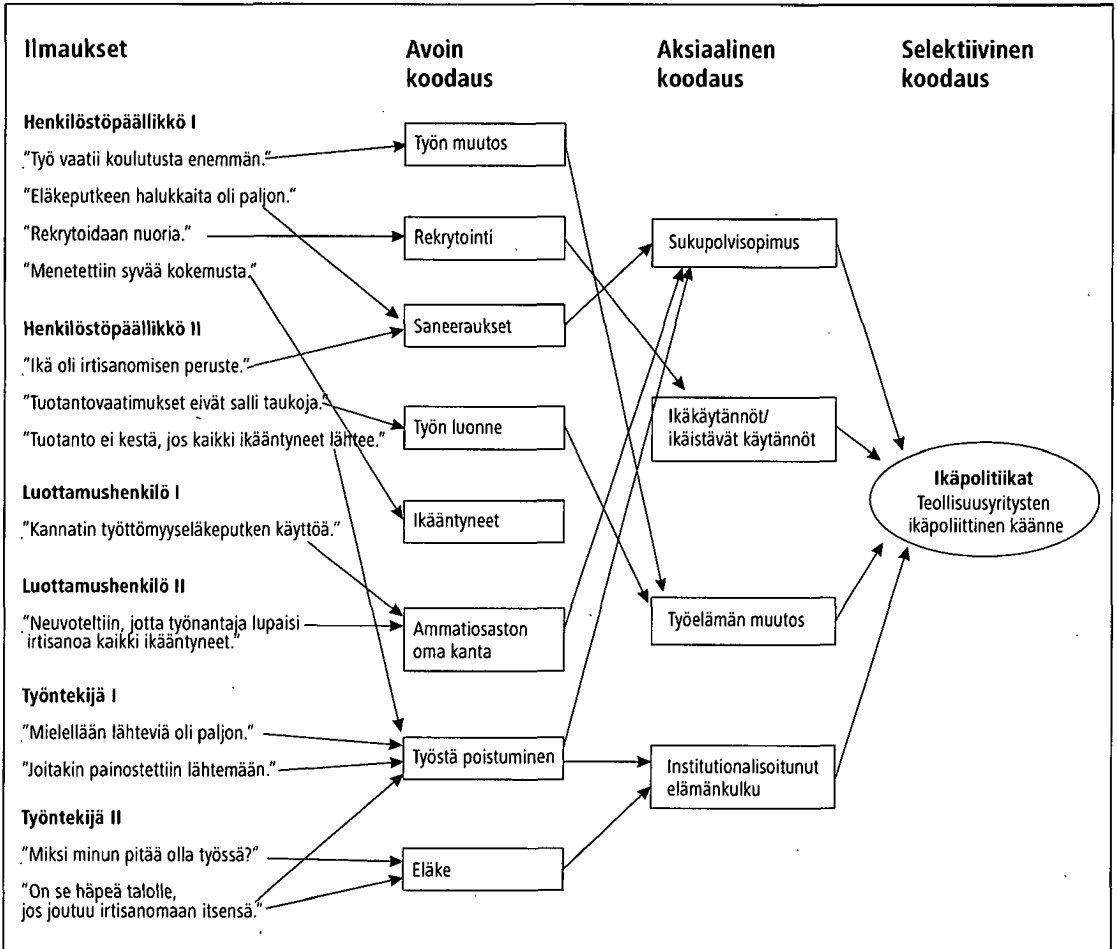 Ilmaukset
Avoin
koodaus
Aksiaalinen
koodaus
Selektiivinen
koodaus
Henkilöstöpäällikkö I
"Työ vaatii koulutusta enemmän."
"Eläkeputkeen halukkaita oli paljon."
"Rekrytoidaan nuoria."
"Menetettiin syvää kokemusta."
Henkilöstöpäällikkö II
"Ikä oli irtisanomisen peruste."
"Tuotantovaatimukset eivät salli taukoja."
"Tuotanto ei kestä, jos kaikki ikääntyneet lähtee."
Luottamushenkilö I
"Kannatin työttömyyseläkeputken käyttöä."
Luottamushenkilö II
"Neuvoteltiin, jotta työnantaja lupaisi
irtisanoa kaikki ikääntyneet."
Työntekijä I
"Mielellään lähteviä oli paljon."
"Joitakin painostettiin lähtemään."
Työntekijä II
"Miksi minun pitää olla työssä?"
"On se häpeä talolle,
jos joutuu irtisanomaan itsensä."
Työn muutos
Rekrytointi
Saneeraukset
Työn luonne
Ikääntyneet
Ammatiosaston
oma kanta
Työstä poistuminen
Eläke
Sukupolvisopimus
Ikäkäytännöt/
ikäistävät käytännöt
Työelämän muutos
Institutionalisoitunut
elämänkulku
Ikäpolitiikat
Teollisuusyritysten
ikäpoliittinen käänne